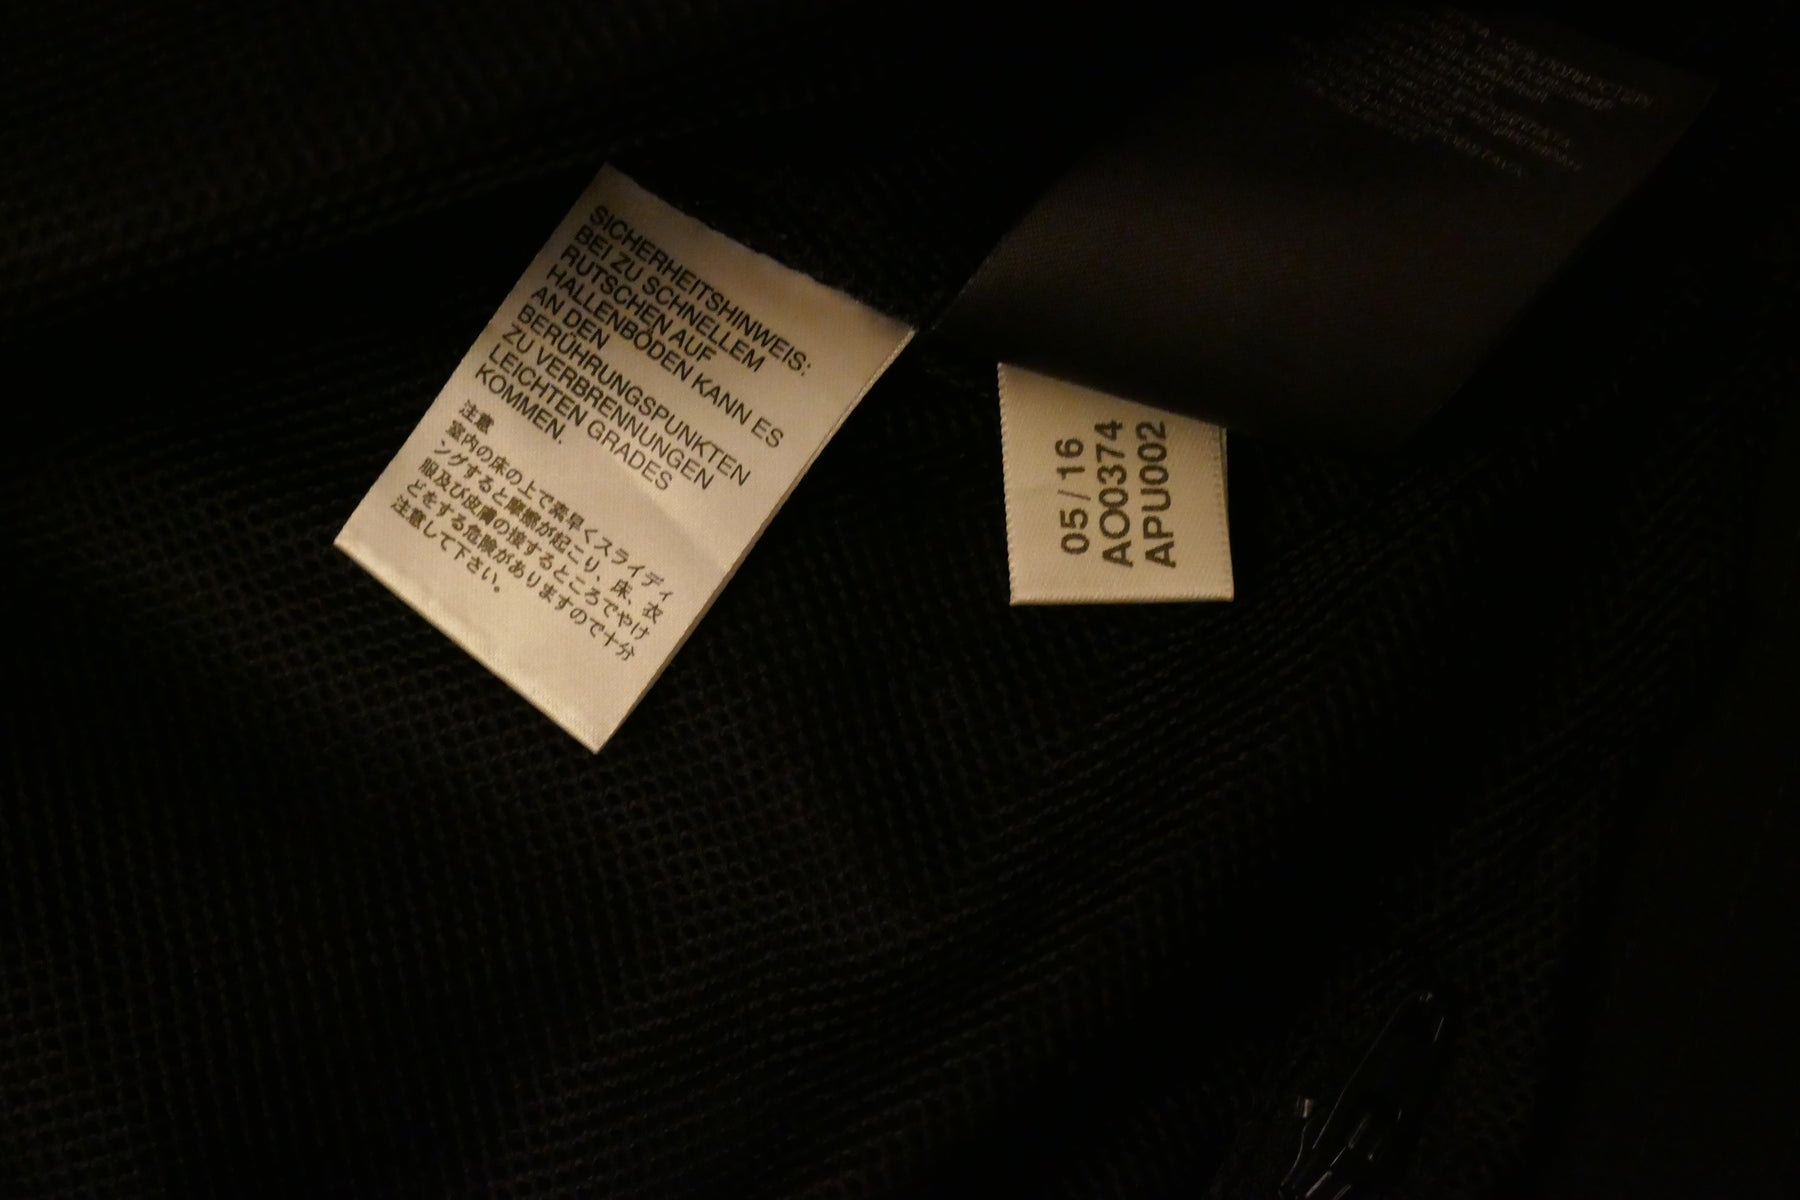 SICHERHEITSHINWEIS:
BEI ZU SCHNELLEM
RUTSCHEN AUF
HALLENBÖDEN KANN ES
AN DEN
BERÜHRUNGSPUNKTEN
ZU VERBRENNUNGEN
LEICHTEN GRADES
KOMMEN.
注意
室内の床の上で素早くスライディ
ングすると摩擦が起こり、床、衣
服及び皮膚の接するところでやけ
どをする危険がありますので十分
注意して下さい。
05/16
AO0374
APU002